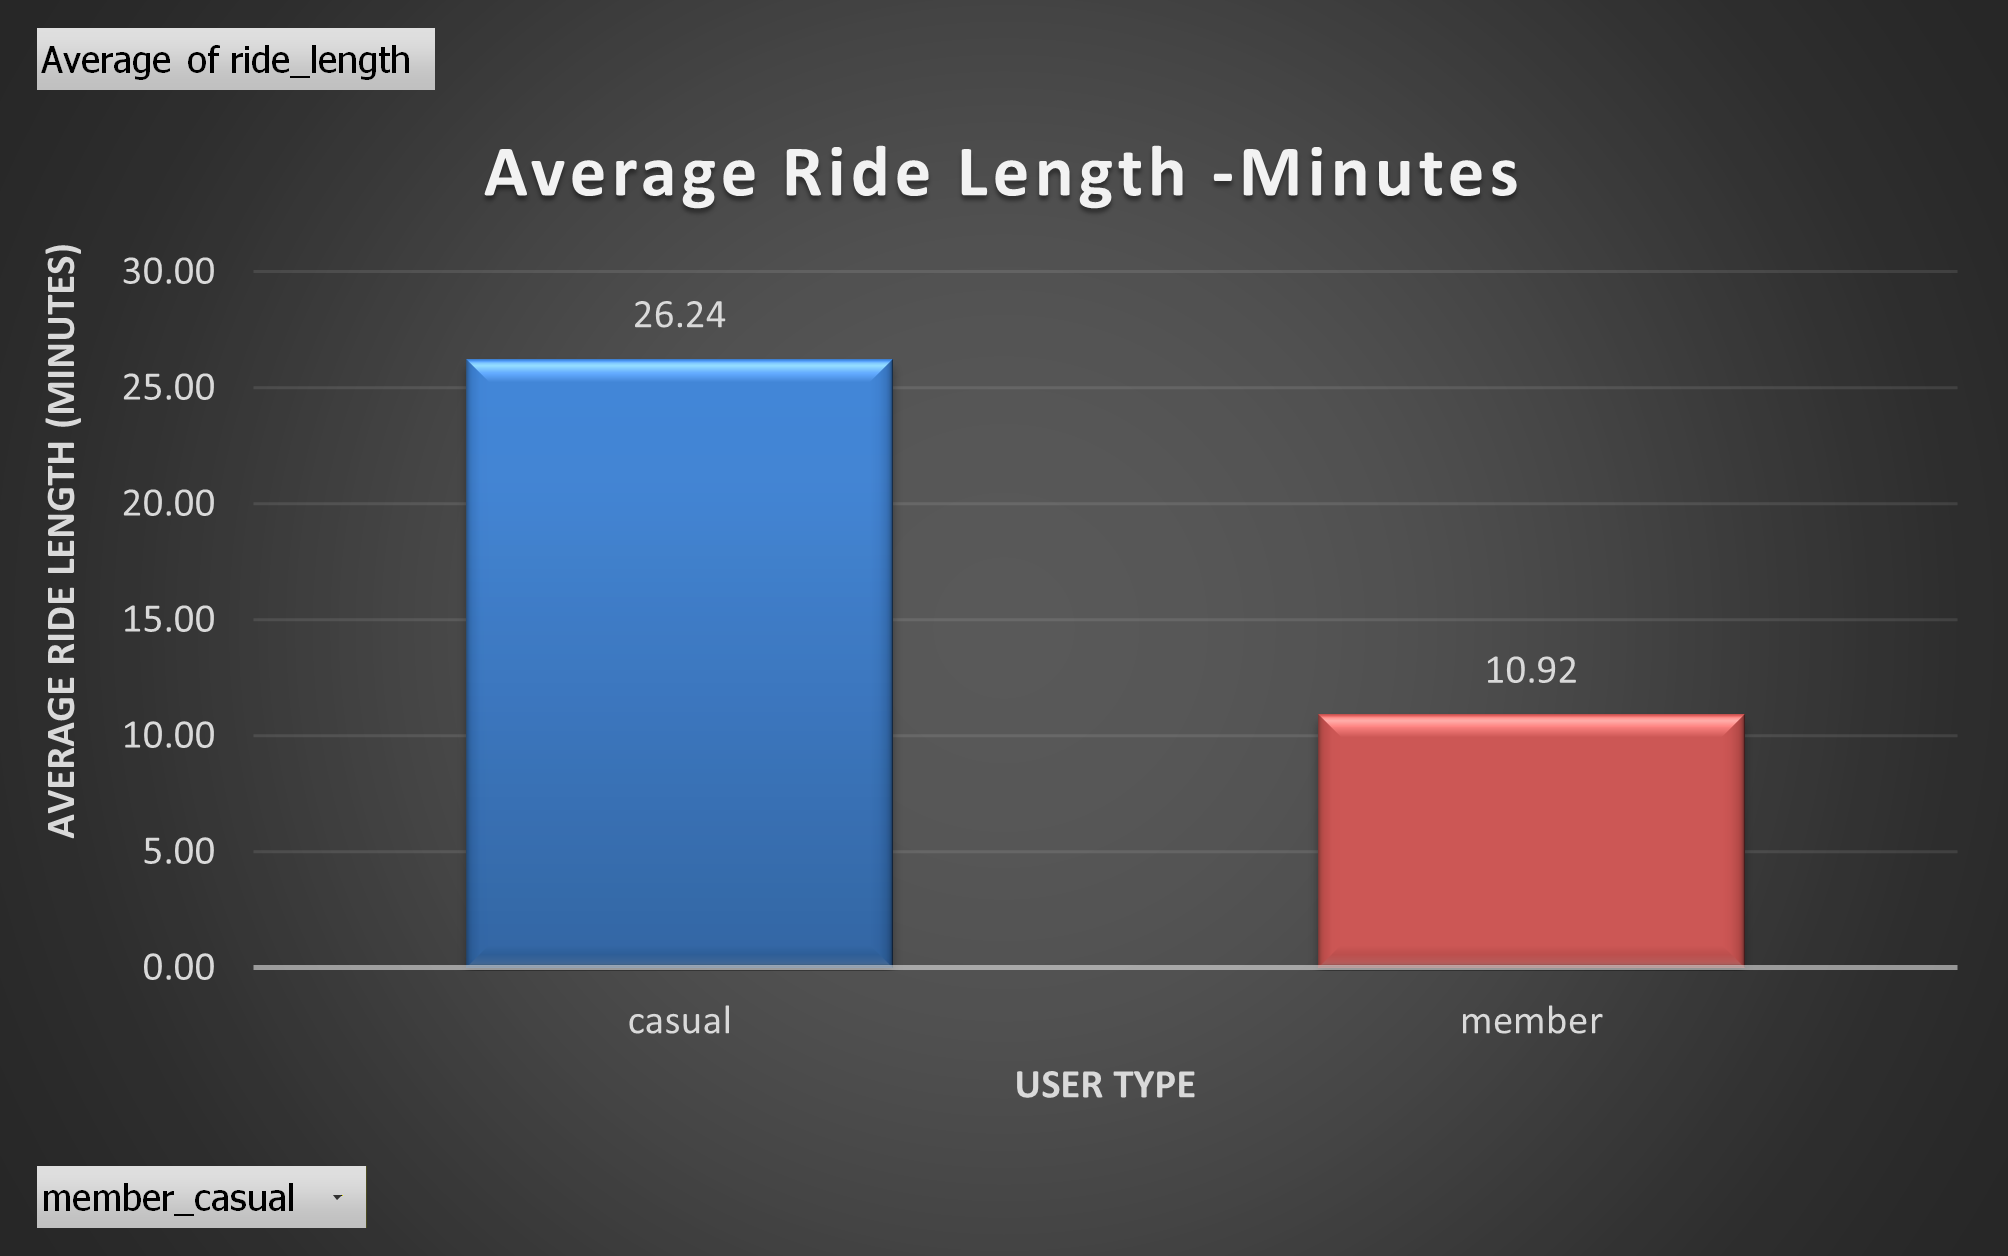 Average of ride_length
Average Ride Length -Minutes
AVERAGE RIDE LENGTH (MINUTES)
30.00
25.00
20.00
15.00
10.00
5.00
0.00
26.24
10.92
casual
member
USER TYPE
member_casual